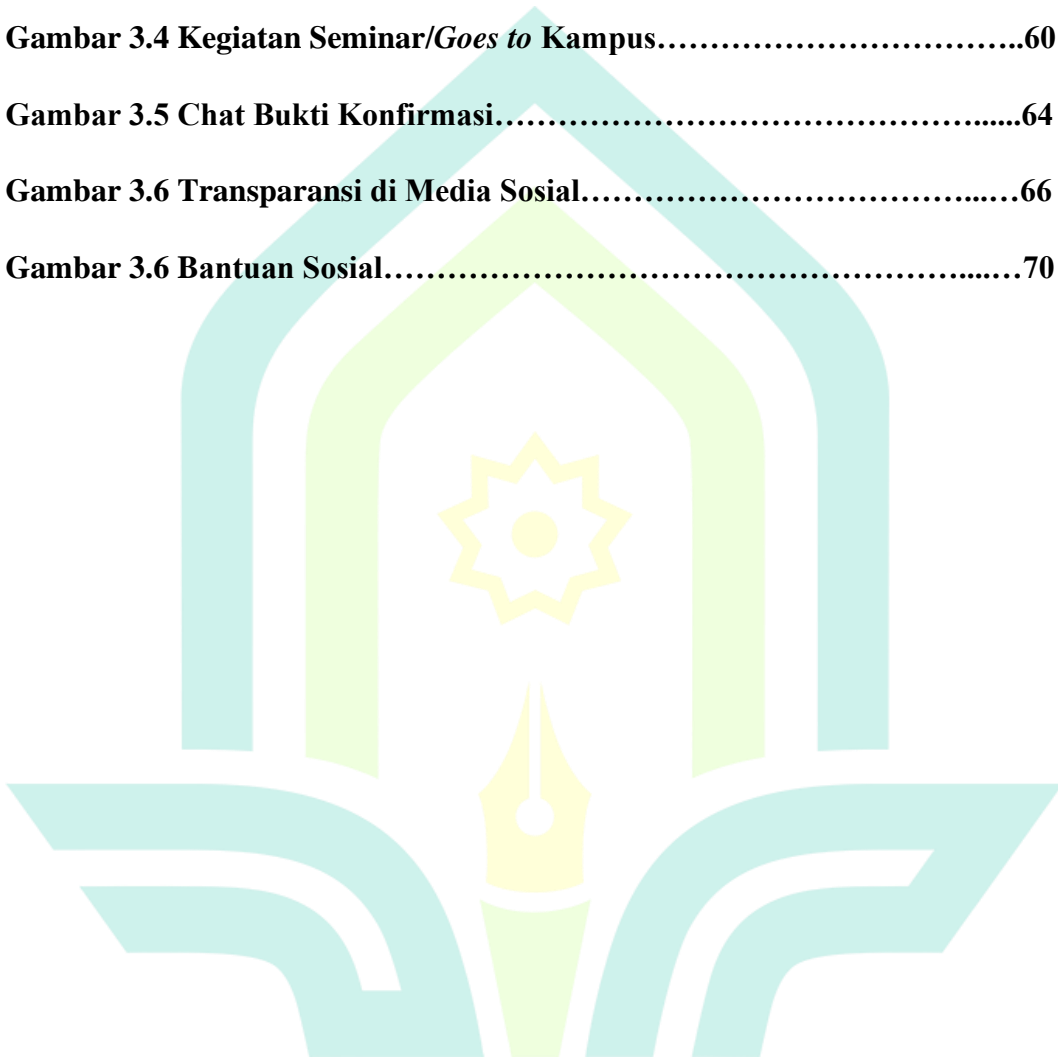 Gambar 3.4 Kegiatan Seminar/Goes to Kampus……………………………..60
Gambar 3.5 Chat Bukti Konfirmasi………………………………………......64
Gambar 3.6 Transparansi di Media Sosial………………………………...…66
Gambar 3.6 Bantuan Sosial………………………………………………....…70